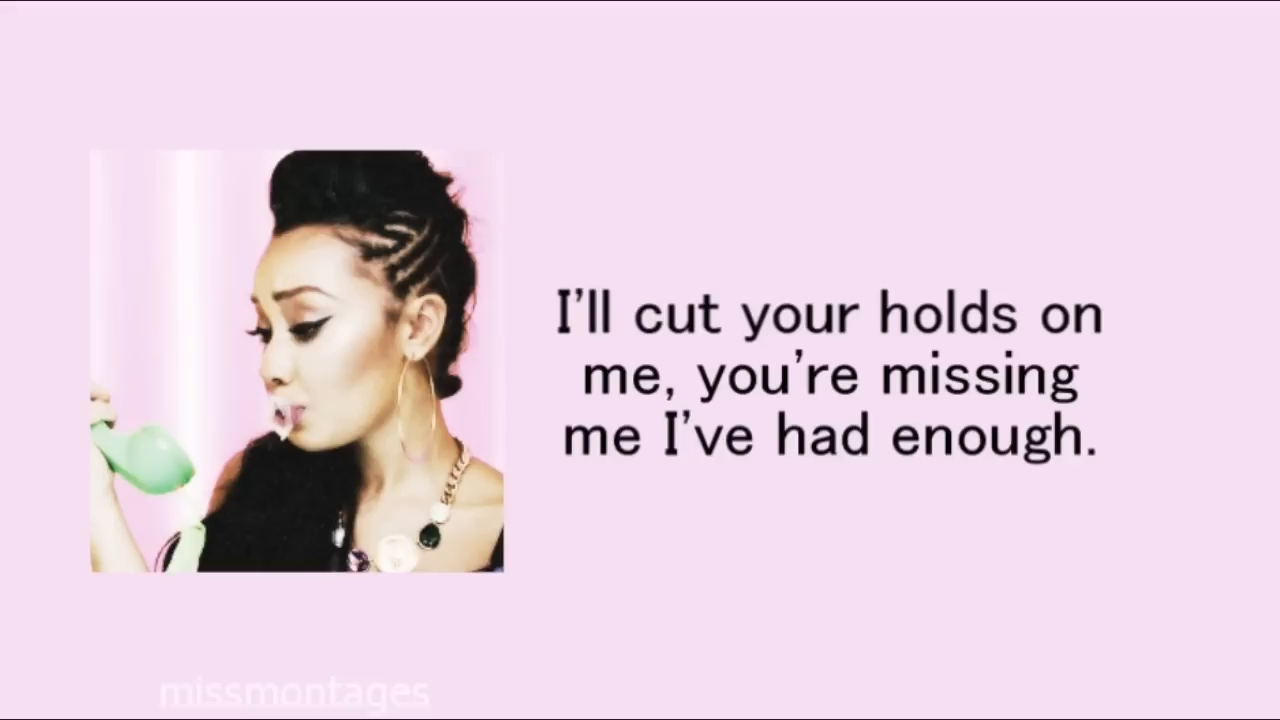 I'll cut your holds on
me, you're missing
me I've had enough.
missmontages